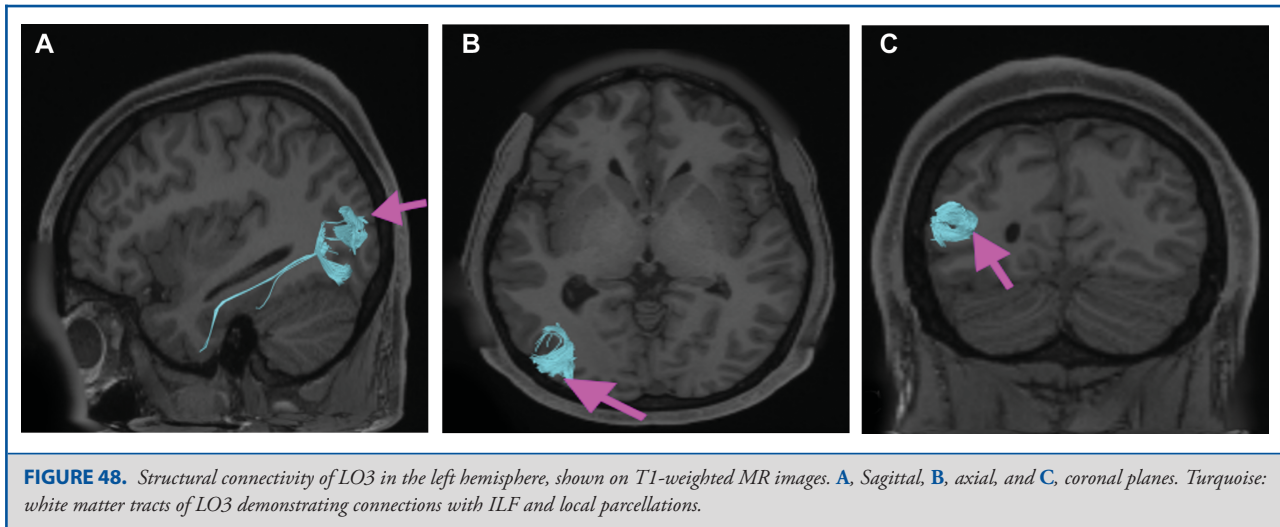 A
B
C
FIGURE 48. Structural connectivity of LO3 in the left hemisphere, shown on T1-weighted MR images. A, Sagittal, B, axial, and C, coronal planes. Turquoise:
white matter tracts of LO3 demonstrating connections with ILF and local parcellations.